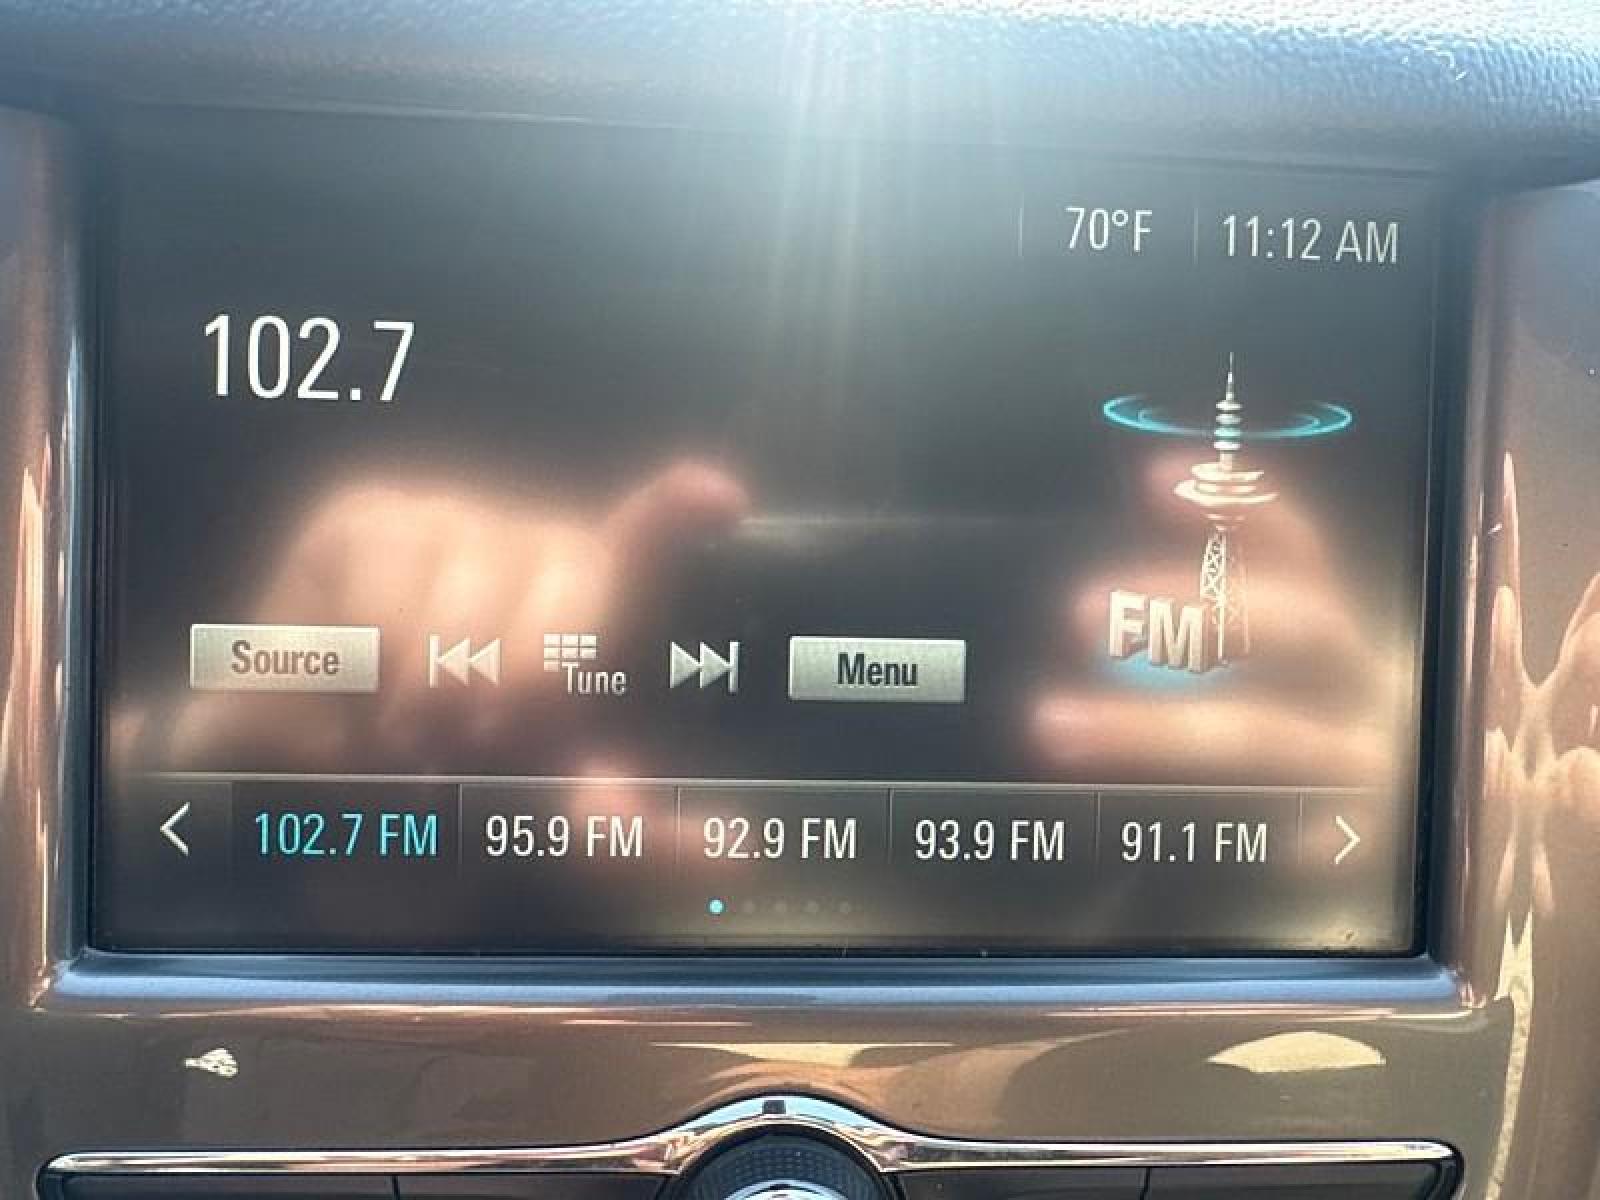 70°F 11:12 AM
102.7
FM
Source Tune Menu
102.7 FM 95.9 FM 92.9 FM 93.9 FM 91.1 FM